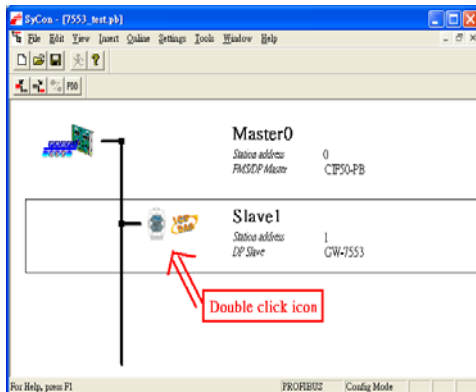 SyCon - [7553_test.pb]
File Edit View Insert Online Settings Tools Window Help
PDO
Master0
Station address 0
FMS/DP Master CIF50-PB
Slave1
Station address 1
DP Slave GW-7553
Double click icon
For Help, press F1 PROFIBUS Config Mode